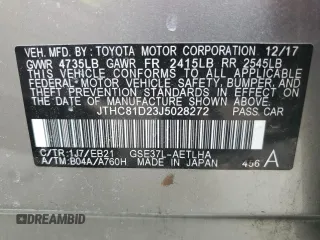 VEH. MFD. BY: TOYOTA MOTOR CORPORATION 12/17
GVWR 4735LB GAWR FR 2415LB RR 2545LB
THIS VEHICLE CONFORMS TO ALL APPLICABLE
FEDERAL MOTOR VEHICLE SAFETY, BUMPER, AND
THEFT PREVENTION STANDARDS IN EFFECT ON
THE DATE OF MANUFACTURE SHOWN ABOVE.
JTHC81D23J5028272 PASS. CAR
C/TR:1J7/EB21 GSE37L-AETLHA
A/TM:B04A/A760H MADE IN JAPAN 456 A